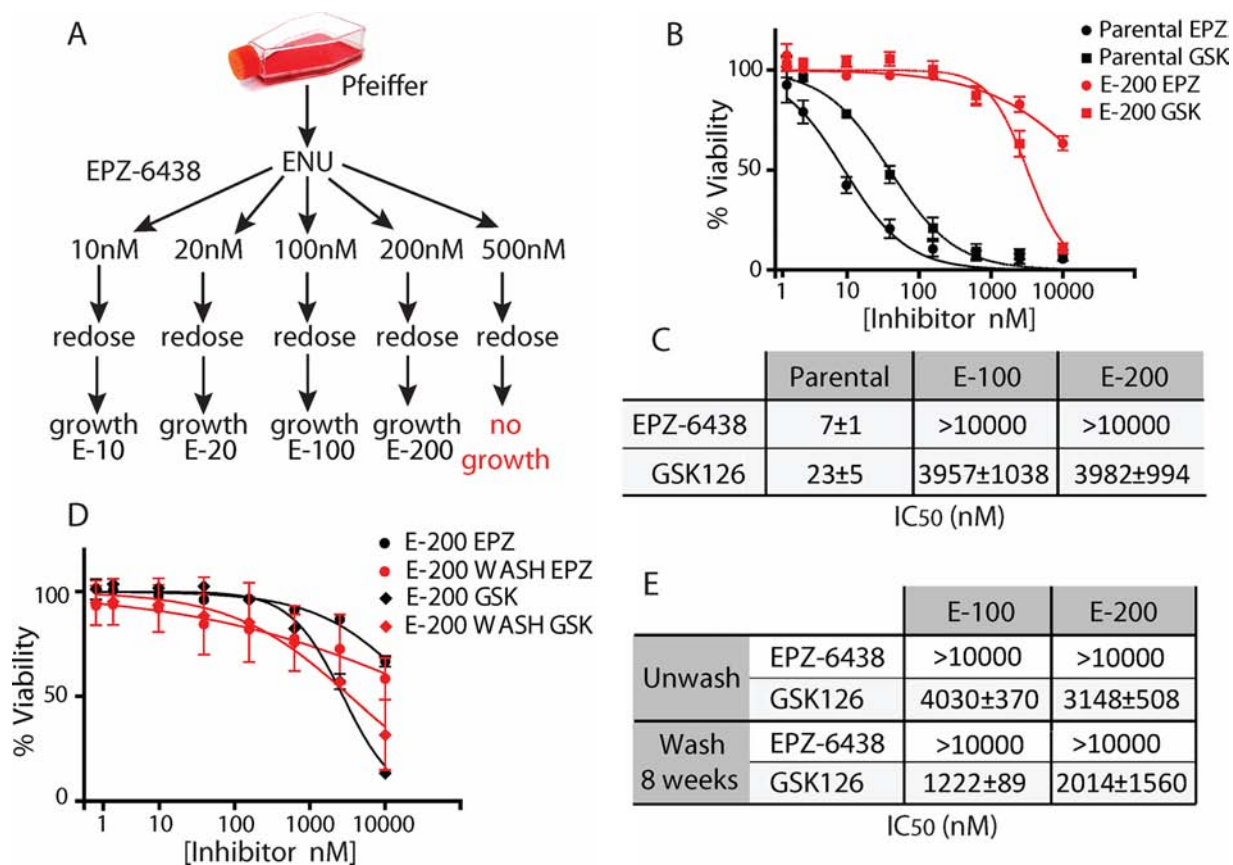 A
Pfeiffer
EPZ-6438
ENU
10nM 20nM 100nM 200nM 500nM
redose redose redose redose redose
growth growth growth growth no
E-10 E-20 E-100 E-200 growth
B
Parental EPZ
Parental GSK
E-200 EPZ
E-200 GSK
% Viability
100
50
0
1 10 100 1000 10000
[Inhibitor nM]
C
Parental E-100 E-200
EPZ-6438 7±1 >10000 >10000
GSK126 23±5 3957±1038 3982±994
IC50 (nM)
D
E-200 EPZ
E-200 WASH EPZ
E-200 GSK
E-200 WASH GSK
% Viability
100
50
0
1 10 100 1000 10000
[Inhibitor nM]
E
E-100 E-200
Unwash
EPZ-6438 >10000 >10000
GSK126 4030±370 3148±508
Wash
8 weeks
EPZ-6438 >10000 >10000
GSK126 1222±89 2014±1560
IC50 (nM)